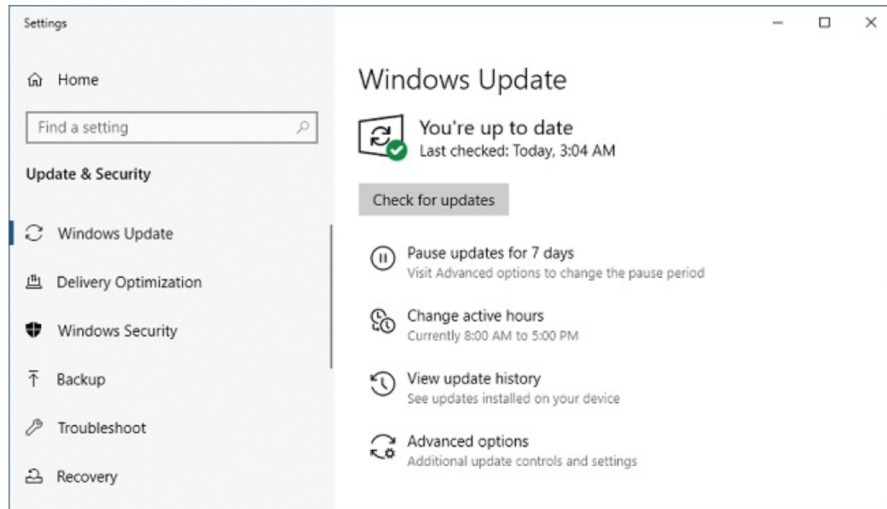 Settings
Home
Find a setting
Update & Security
Windows Update
Delivery Optimization
Windows Security
Backup
Troubleshoot
Recovery
Windows Update
You're up to date
Last checked: Today, 3:04 AM
Check for updates
Pause updates for 7 days
Visit Advanced options to change the pause period
Change active hours
Currently 8:00 AM to 5:00 PM
View update history
See updates installed on your device
Advanced options
Additional update controls and settings